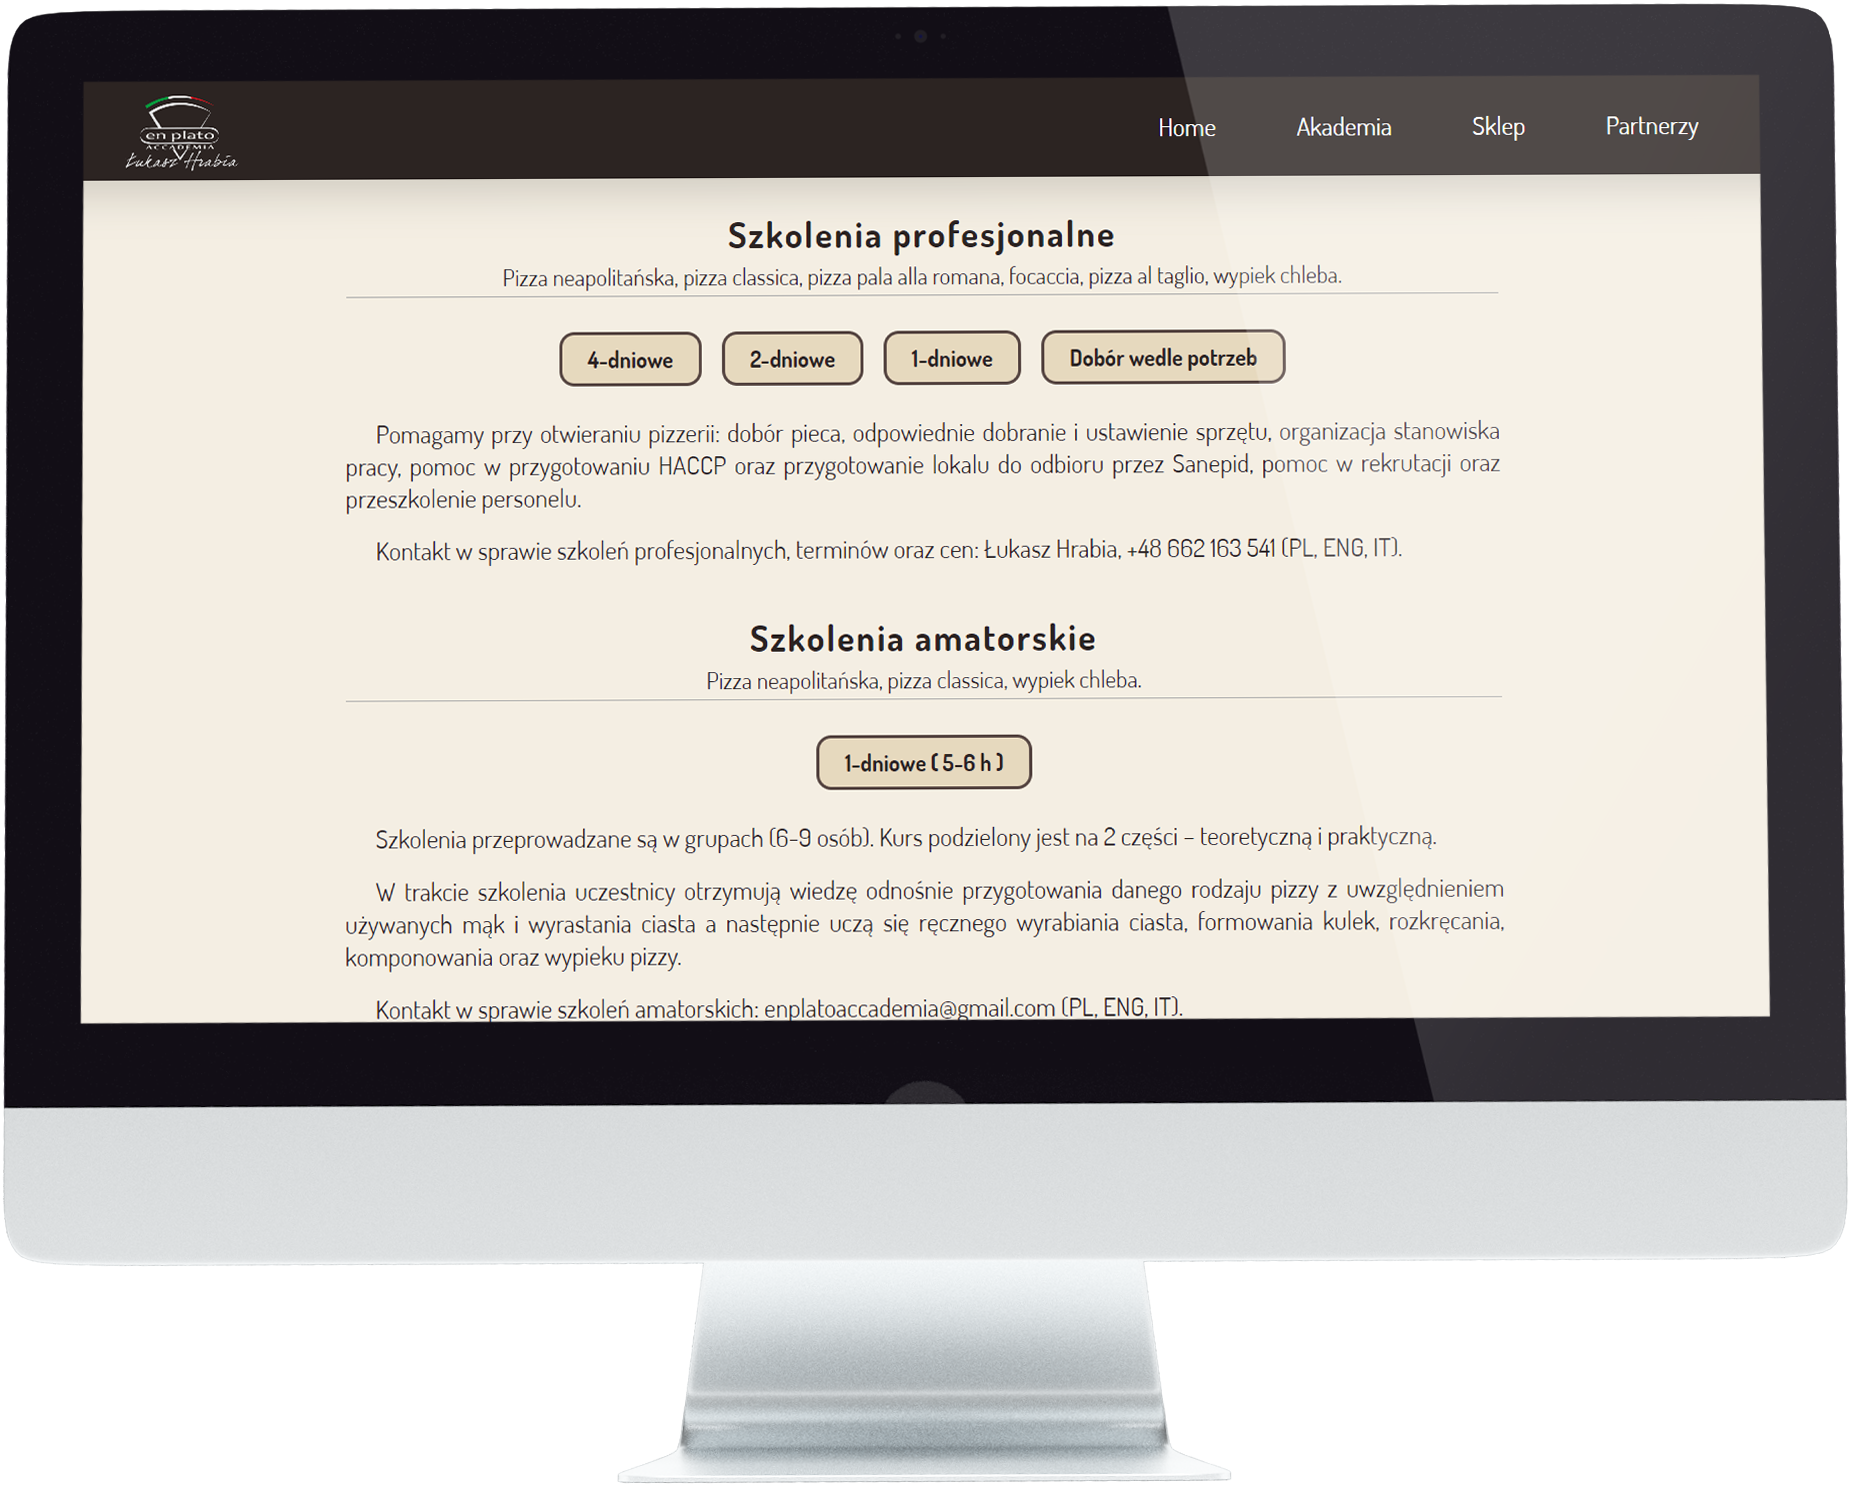 en plato
ACCADEMIA
Łukasz Hrabia
Home Akademia Sklep Partnerzy
Szkolenia profesjonalne
Pizza neapolitańska, pizza classica, pizza pala alla romana, focaccia, pizza al taglio, wypiek chleba.
4-dniowe 2-dniowe 1-dniowe Dobór wedle potrzeb
Pomagamy przy otwieraniu pizzerii: dobór pieca, odpowiednie dobranie i ustawienie sprzętu, organizacja stanowiska
pracy, pomoc w przygotowaniu HACCP oraz przygotowanie lokalu do odbioru przez Sanepid, pomoc w rekrutacji oraz
przeszkolenie personelu.
Kontakt w sprawie szkoleń profesjonalnych, terminów oraz cen: Łukasz Hrabia, +48 662 163 541 (PL, ENG, IT).
Szkolenia amatorskie
Pizza neapolitańska, pizza classica, wypiek chleba.
1-dniowe ( 5-6 h )
Szkolenia przeprowadzane są w grupach (6-9 osób). Kurs podzielony jest na 2 części – teoretyczną i praktyczną.
W trakcie szkolenia uczestnicy otrzymują wiedzę odnośnie przygotowania danego rodzaju pizzy z uwzględnieniem
używanych mąk i wyrastania ciasta a następnie uczą się ręcznego wyrabiania ciasta, formowania kulek, rozkręcania,
komponowania oraz wypieku pizzy.
Kontakt w sprawie szkoleń amatorskich: enplatoaccademia@gmail.com (PL, ENG, IT).